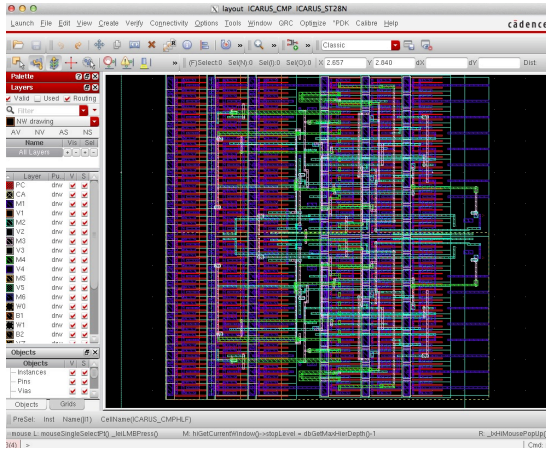 layout ICARUS_CMP ICARUS_ST28N
Launch File Edit View Create Verify Connectivity Options Tools Window QRC Optimize *PDK Calibre Help
cādence
Classic
(F)Select:0 Sel(N):0 Sel(I):0 Sel(O):0 X 2.657 Y 2.840 dX dY Dist
Palette
Layers
Valid Used Routing
Filter
NW drawing
AV NV AS NS
Name Vis Sel
All Layers
Layer Pu.. V S
PC drw
CA drw
M1 drw
V1 drw
M2 drw
V2 drw
M3 drw
V3 drw
M4 drw
V4 drw
M5 drw
V5 drw
M6 drw
W0 drw
B1 drw
W1 drw
B2 drw
Objects
Objects V S
Instances
Pins
Vias
Objects Grids
PreSel: inst Name(I1) CellName(ICARUS_CMPHLF)
mouse L: mouseSingleSelectPt() _leiLMBPress() M: hiGetCurrentWindow()->stopLevel = dbGetMaxHierDepth()-1 R: _lxHiMousePopUp(
>
Cmd: